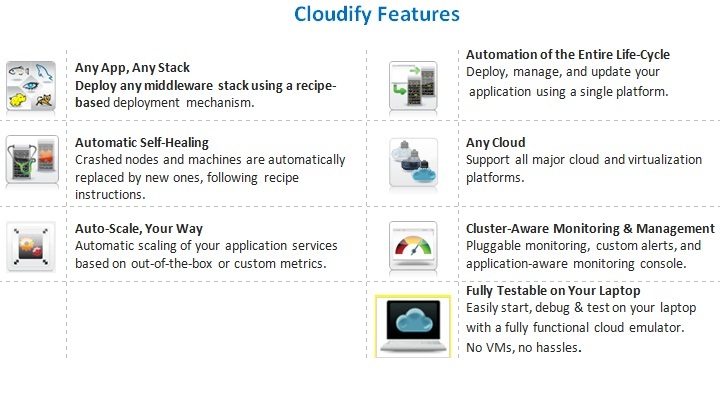 Cloudify Features
Any App, Any Stack
Deploy any middleware stack using a recipe-
based deployment mechanism.
Automatic Self-Healing
Crashed nodes and machines are automatically
replaced by new ones, following recipe
instructions.
Auto-Scale, Your Way
Automatic scaling of your application services
based on out-of-the-box or custom metrics.
Automation of the Entire Life-Cycle
Deploy, manage, and update your
application using a single platform.
Any Cloud
Support all major cloud and virtualization
platforms.
Cluster-Aware Monitoring & Management
Pluggable monitoring, custom alerts, and
application-aware monitoring console.
Fully Testable on Your Laptop
Easily start, debug & test on your laptop
with a fully functional cloud emulator.
No VMs, no hassles.